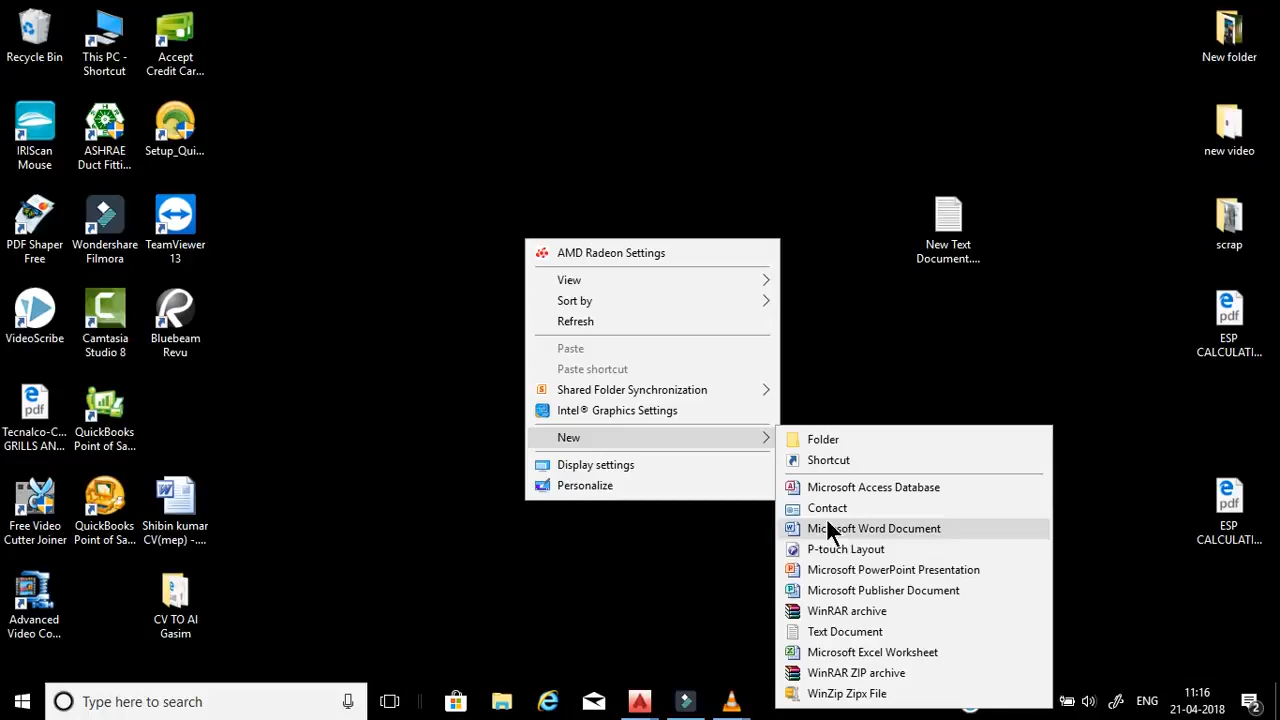 Recycle Bin
This PC -
Shortcut
Accept
Credit Car...
IRIScan
Mouse
ASHRAE
Duct Fitti...
Setup_Qui...
PDF Shaper
Free
Wondershare
Filmora
TeamViewer
13
VideoScribe
Camtasia
Studio 8
Bluebeam
Revu
pdf
Tecnalco-C...
GRILLS AN...
QuickBooks
Point of Sa...
Free Video
Cutter Joiner
QuickBooks
Point of Sa...
Shibin kumar
CV(mep) -....
Advanced
Video Co...
CV TO Al
Gasim
AMD Radeon Settings
View
Sort by
Refresh
Paste
Paste shortcut
Shared Folder Synchronization
Intel® Graphics Settings
New
Display settings
Personalize
Folder
Shortcut
Microsoft Access Database
Contact
Microsoft Word Document
P-touch Layout
Microsoft PowerPoint Presentation
Microsoft Publisher Document
WinRAR archive
Text Document
Microsoft Excel Worksheet
WinRAR ZIP archive
WinZip Zipx File
New Text
Document....
New folder
new video
scrap
pdf
ESP
CALCULATI...
pdf
ESP
CALCULATI...
Type here to search
ENG
11:16
21-04-2018
2